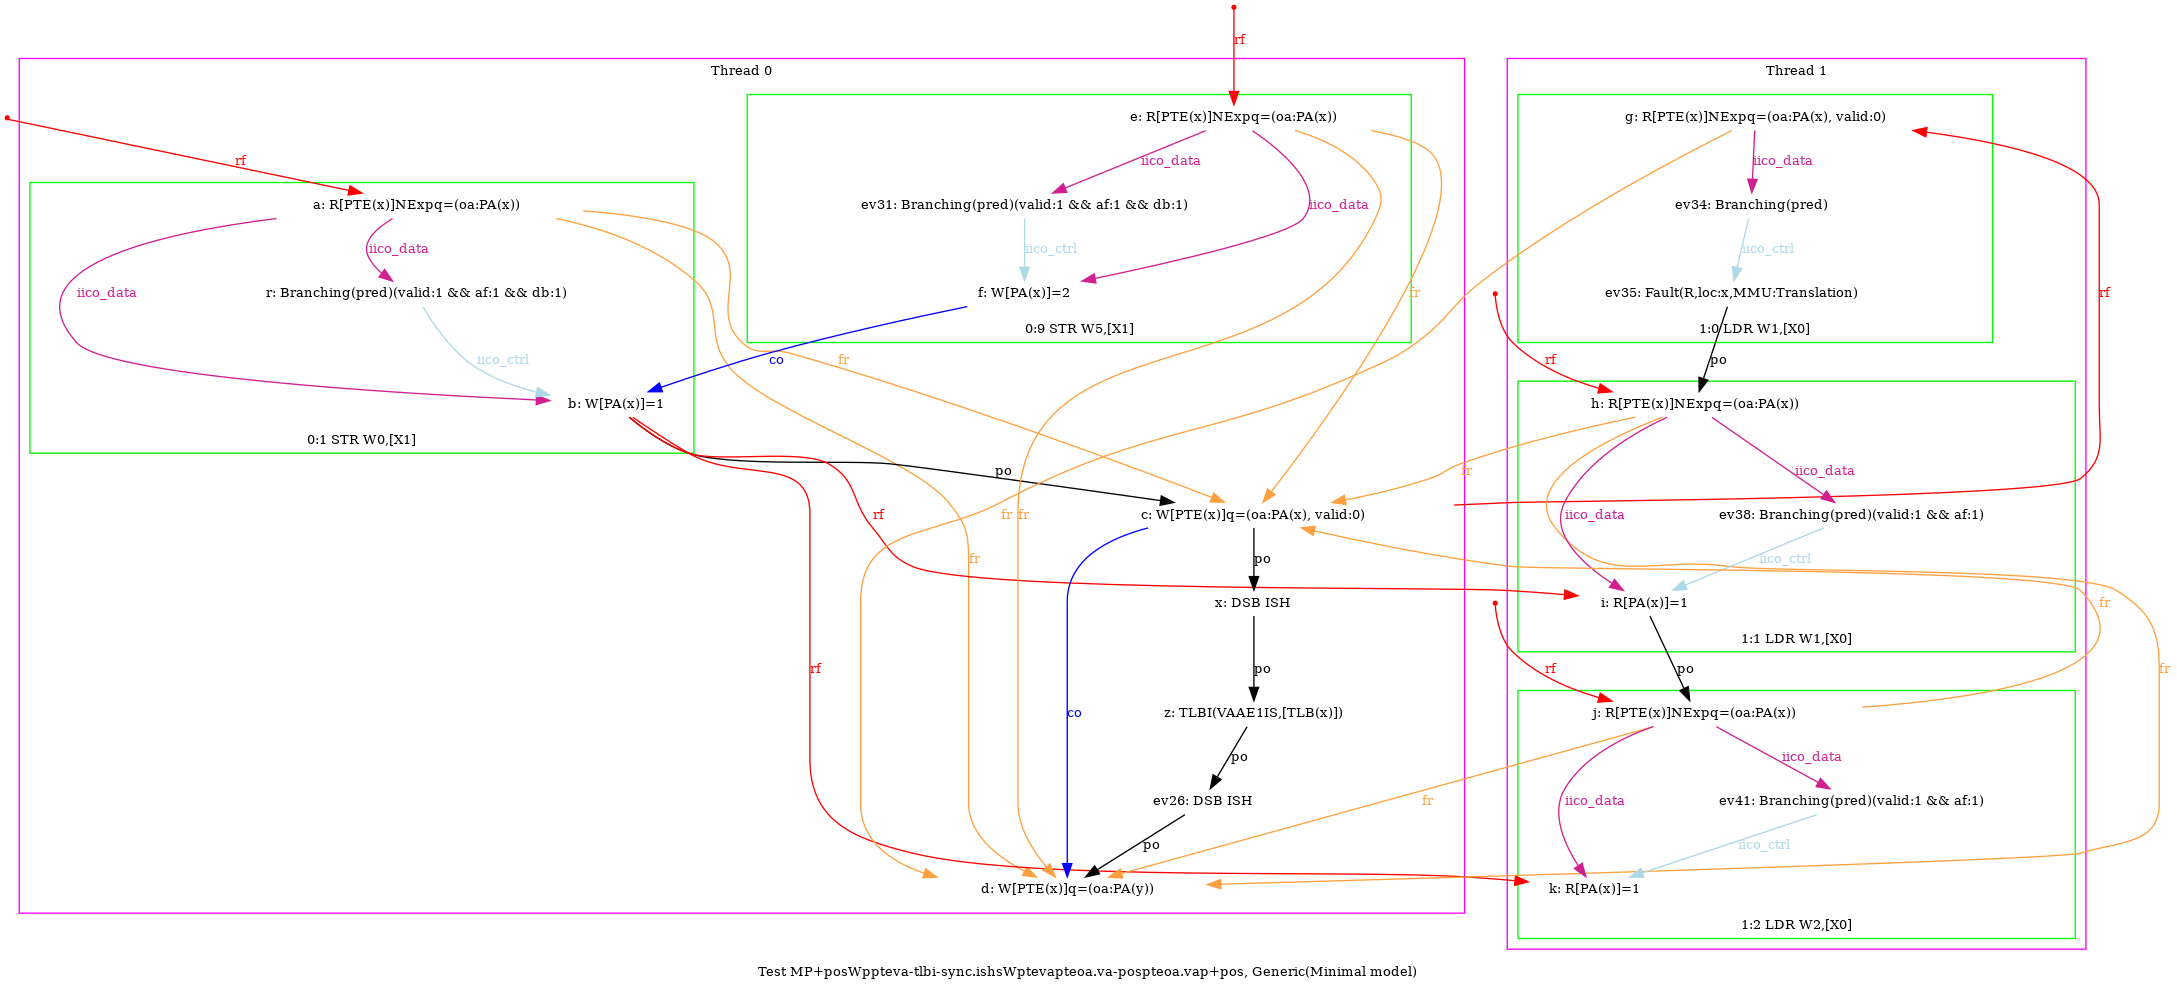 rf
Thread 0
Thread 1
e: R[PTE(x)]NExpq=(oa:PA(x))
g: R[PTE(x)]NExpq=(oa:PA(x), valid:0)
rf
iico_data
iico_data
a: R[PTE(x)]NExpq=(oa:PA(x))
ev31: Branching(pred)(valid:1 && af:1 && db:1)
iico_data
ev34: Branching(pred)
iico_data
iico_ctrl
iico_ctrl
iico_data
r: Branching(pred)(valid:1 && af:1 && db:1)
f: W[PA(x)]=2
fr
ev35: Fault(R,loc:x,MMU:Translation)
rf
0:9 STR W5,[X1]
1:0 LDR W1,[X0]
iico_ctrl
co
fr
rf
po
b: W[PA(x)]=1
h: R[PTE(x)]NExpq=(oa:PA(x))
0:1 STR W0,[X1]
po
fr
iico_data
rf
fr
fr
c: W[PTE(x)]q=(oa:PA(x), valid:0)
iico_data
ev38: Branching(pred)(valid:1 && af:1)
fr
po
iico_ctrl
x: DSB ISH
i: R[PA(x)]=1
fr
1:1 LDR W1,[X0]
rf
po
rf
po
fr
co
z: TLBI(VAAE1IS,[TLB(x)])
j: R[PTE(x)]NExpq=(oa:PA(x))
po
iico_data
ev26: DSB ISH
fr
iico_data
ev41: Branching(pred)(valid:1 && af:1)
po
iico_ctrl
d: W[PTE(x)]q=(oa:PA(y))
k: R[PA(x)]=1
1:2 LDR W2,[X0]
Test MP+posWppteva-tlbi-sync.ishsWptevapteoa.va-pospteoa.vap+pos, Generic(Minimal model)